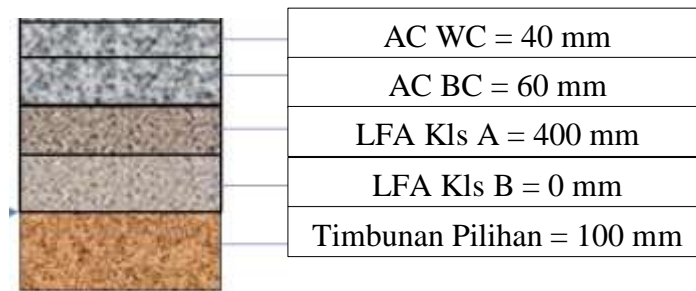 AC WC = 40 mm
AC BC = 60 mm
LFA Kls A = 400 mm
LFA Kls B = 0 mm
Timbunan Pilihan = 100 mm